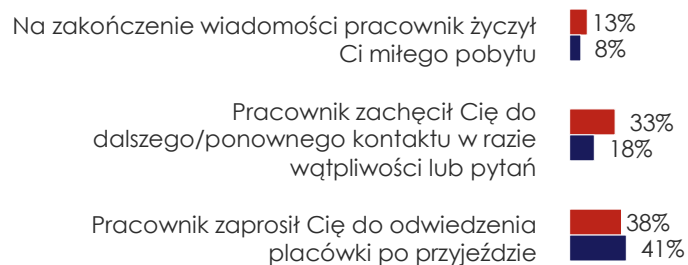 Na zakończenie wiadomości pracownik życzył
Ci miłego pobytu
13%
8%
Pracownik zachęcił Cię do
dalszego/ponownego kontaktu w razie
wątpliwości lub pytań
33%
18%
Pracownik zaprosił Cię do odwiedzenia
placówki po przyjeździe
38%
41%